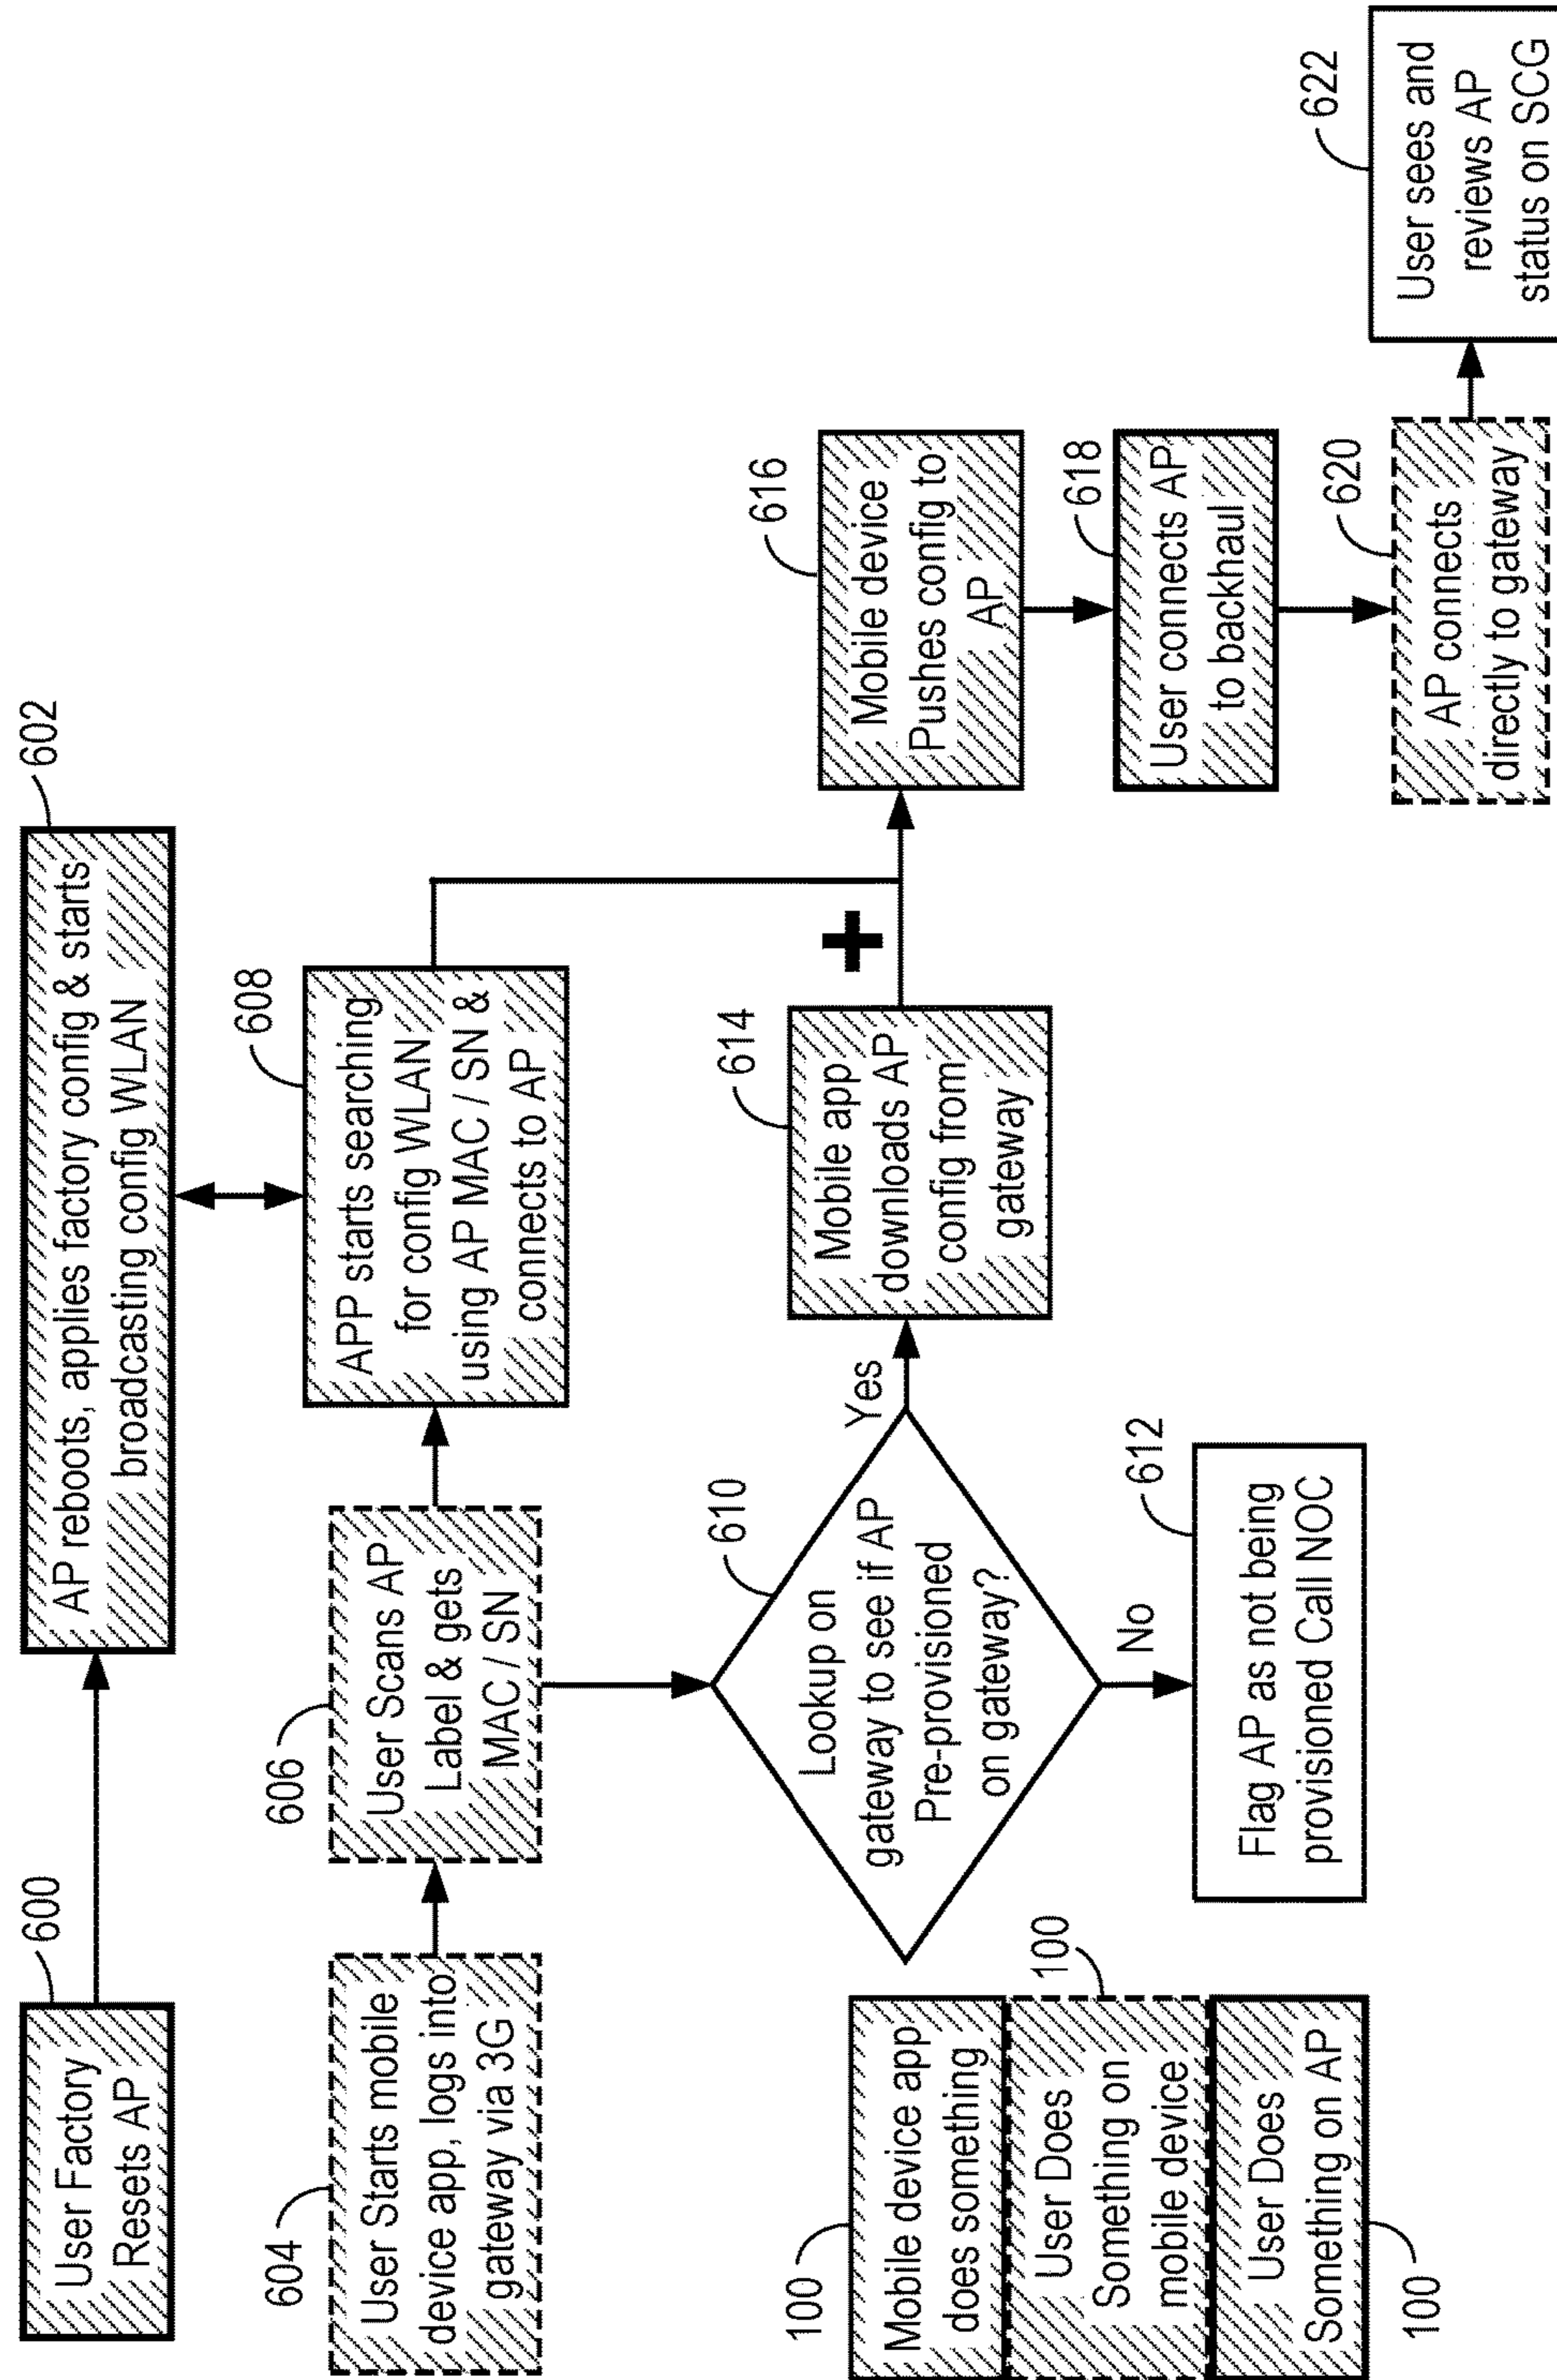 600
User Factory
Resets AP
602
AP reboots, applies factory config & starts
broadcasting config WLAN
604
User Starts mobile
device app, logs into
gateway via 3G
606
User Scans AP
Label & gets
MAC / SN
608
APP starts searching
for config WLAN
using AP MAC / SN &
connects to AP
610
Lookup on
gateway to see if AP
Pre-provisioned
on gateway?
Yes
No
612
Flag AP as not being
provisioned Call NOC
614
Mobile app
downloads AP
config from
gateway
+
616
Mobile device
Pushes config to
AP
618
User connects AP
to backhaul
620
AP connects
directly to gateway
622
User sees and
reviews AP
status on SCG
100
Mobile device app
does something
100
User Does
Something on
mobile device
User Does
Something on AP
100